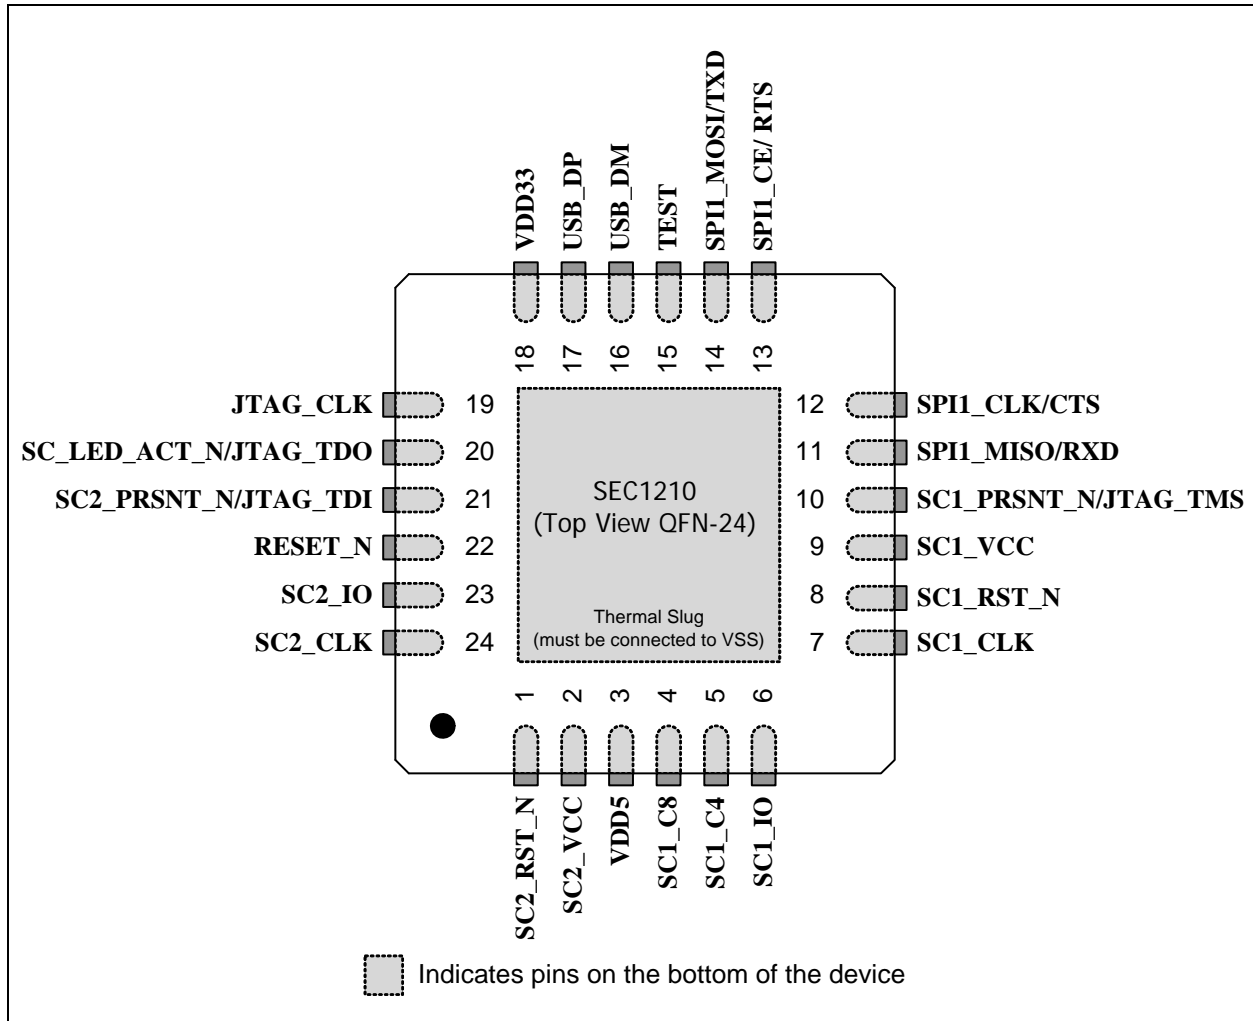 VDD33
USB_DP
USB_DM
TEST
SPI1_MOSI/TXD
SPI1_CE/ RTS
18
17
16
15
14
13
JTAG_CLK 19
SC_LED_ACT_N/JTAG_TDO 20
SC2_PRSNT_N/JTAG_TDI 21
RESET_N 22
SC2_IO 23
SC2_CLK 24
SEC1210
(Top View QFN-24)
Thermal Slug
(must be connected to VSS)
12 SPI1_CLK/CTS
11 SPI1_MISO/RXD
10 SC1_PRSNT_N/JTAG_TMS
9 SC1_VCC
8 SC1_RST_N
7 SC1_CLK
1
2
3
4
5
6
SC2_RST_N
SC2_VCC
VDD5
SC1_C8
SC1_C4
SC1_IO
Indicates pins on the bottom of the device